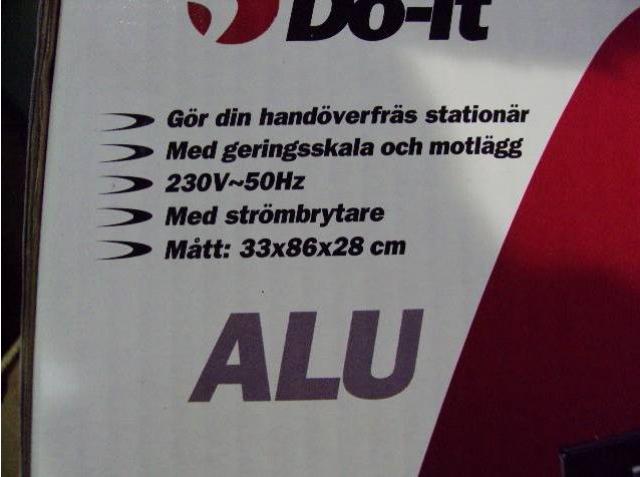 Do-it
Gör din handöverfräs stationär
Med geringsskala och motlägg
230V~50Hz
Med strömbrytare
Mått: 33x86x28 cm
ALU